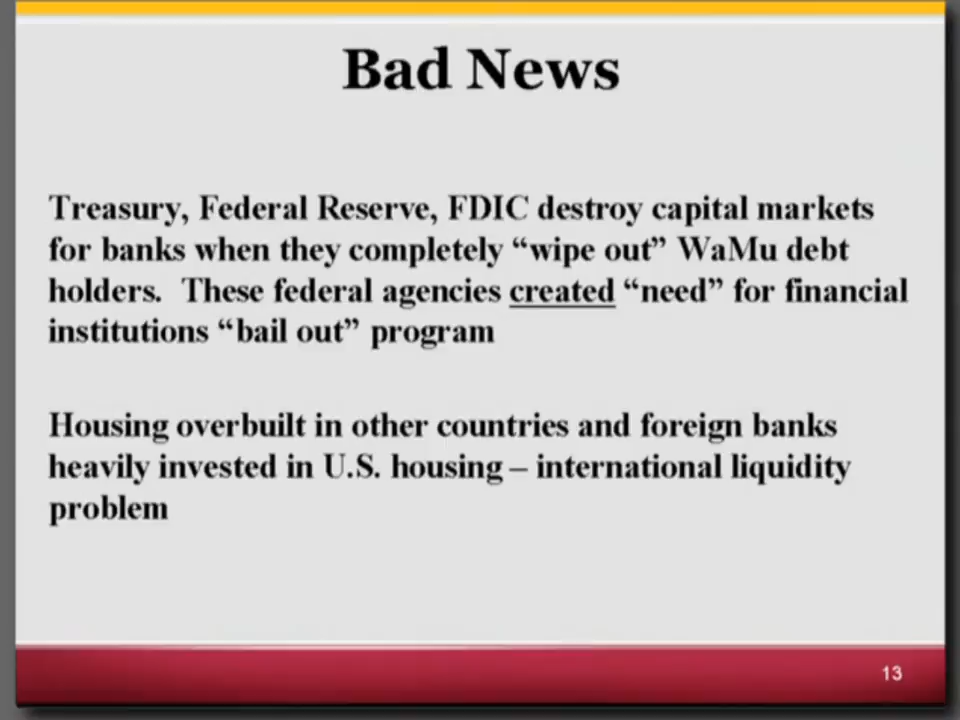 Bad News
Treasury, Federal Reserve, FDIC destroy capital markets
for banks when they completely “wipe out” WaMu debt
holders.  These federal agencies created “need” for financial
institutions “bail out” program
Housing overbuilt in other countries and foreign banks
heavily invested in U.S. housing – international liquidity
problem
13